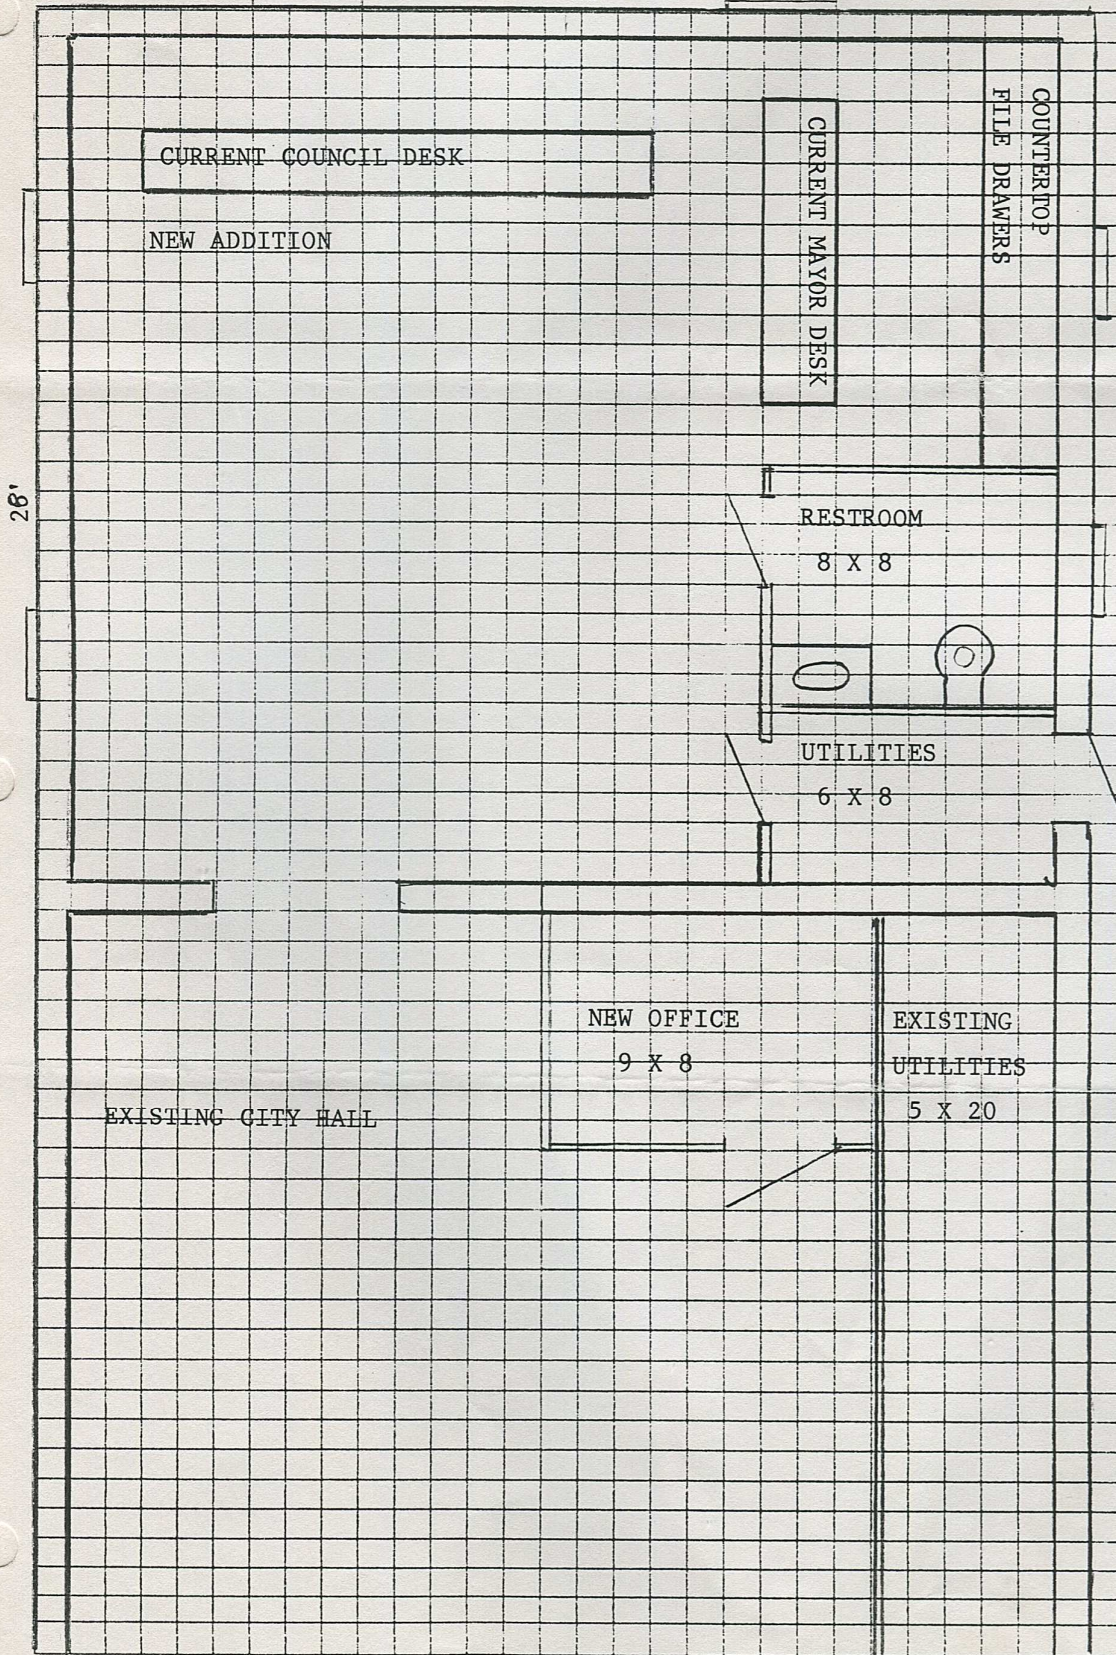 CURRENT COUNCIL DESK
NEW ADDITION
CURRENT MAYOR DESK
COUNTERTOP
FILE DRAWERS
RESTROOM
8 X 8
UTILITIES
6 X 8
NEW OFFICE
9 X 8
EXISTING
UTILITIES
5 X 20
EXISTING CITY HALL